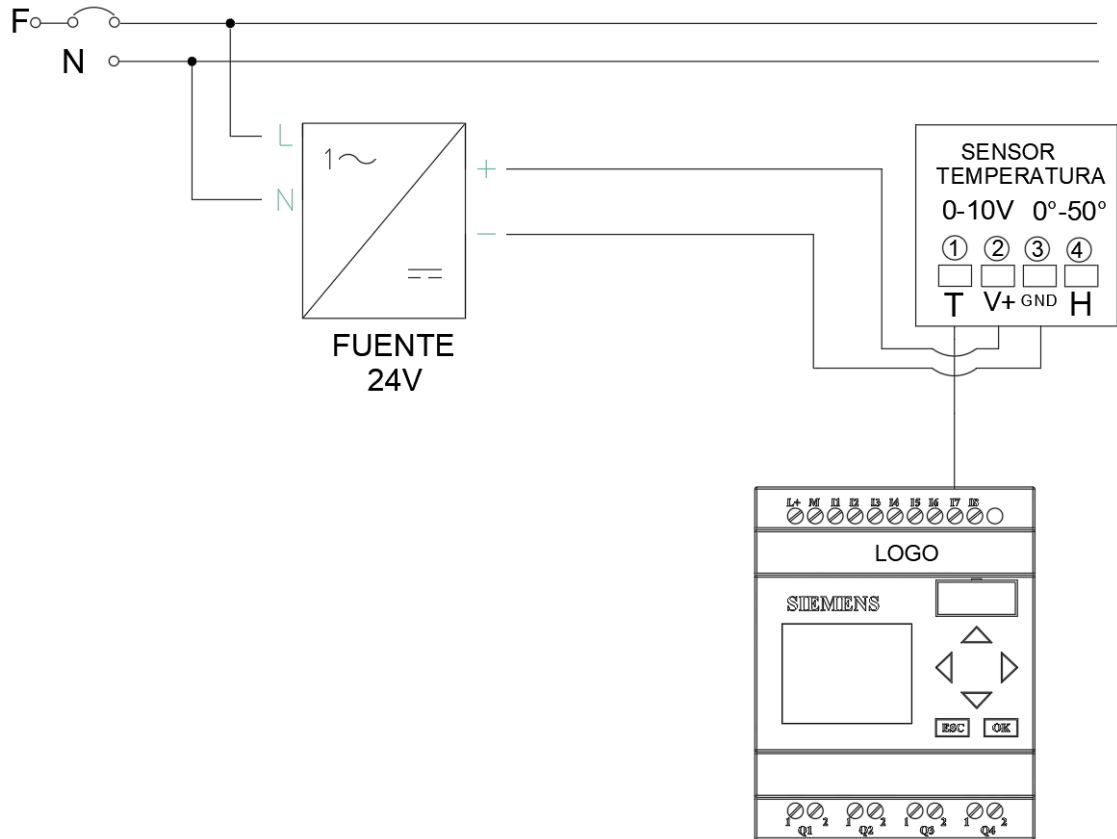 F
N
L
N
1
+
−
FUENTE
24V
SENSOR
TEMPERATURA
0-10V 0°-50°
① ② ③ ④
T V+ GND H
L+ M I1 I2 I3 I4 I5 I6 I7 I8
LOGO
SIEMENS
ESC OK
1 2 1 2 1 2 1 2
Q1 Q2 Q3 Q4